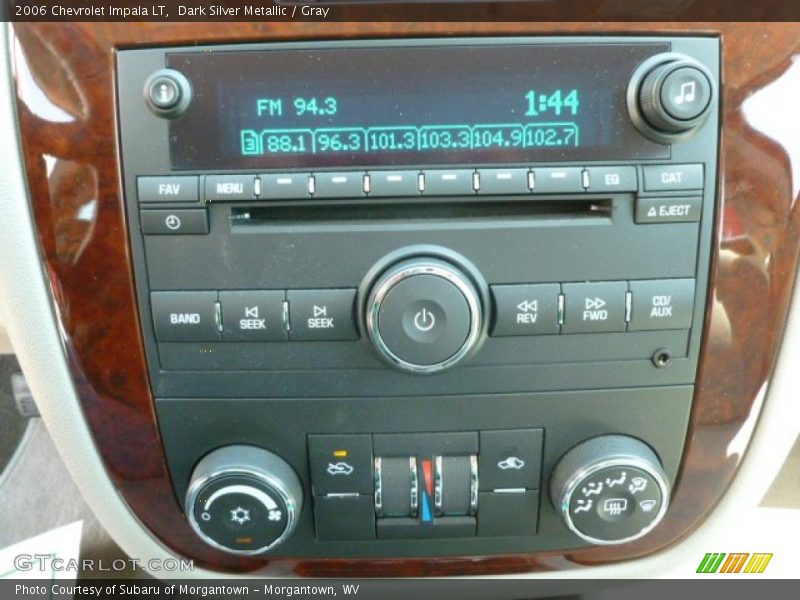 2006 Chevrolet Impala LT,  Dark Silver Metallic / Gray
FM 94.3
1:44
3 88.1 96.3 101.3 103.3 104.9 102.7
FAV
MENU
EQ
CAT
EJECT
BAND
SEEK
SEEK
REV
FWD
CD/
AUX
GTCarLot.com
Photo Courtesy of Subaru of Morgantown - Morgantown, WV